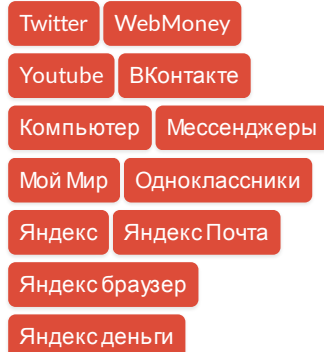 Twitter WebMoney
Youtube ВКонтакте
Компьютер Мессенджеры
Мой Мир Одноклассники
Яндекс Яндекс Почта
Яндекс браузер
Яндекс деньги